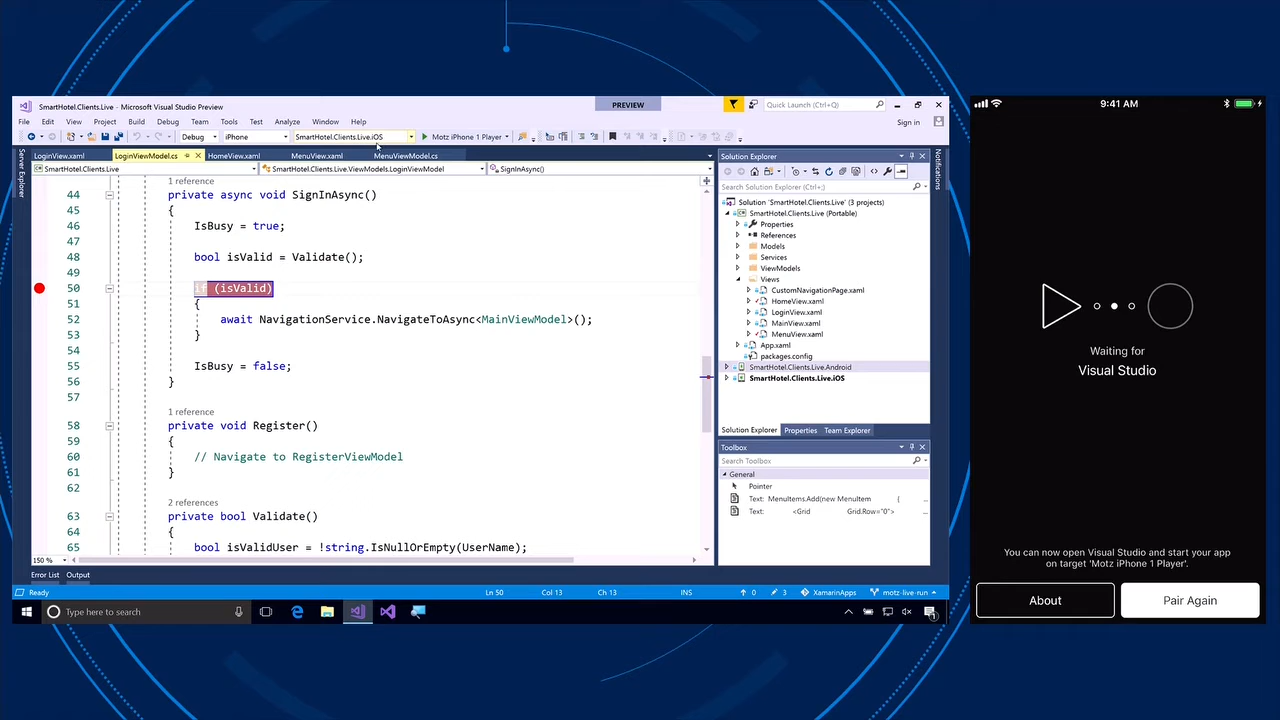 SmartHotel.Clients.Live - Microsoft Visual Studio Preview
PREVIEW
Quick Launch (Ctrl+Q)
File Edit View Project Build Debug Team Tools Test Analyze Window Help
Sign in
Debug iPhone SmartHotel.Clients.Live.iOS Motz iPhone 1 Player
Server Explorer
LoginView.xaml LoginViewModel.cs HomeView.xaml MenuView.xaml MenuViewModel.cs
SmartHotel.Clients.Live SmartHotel.Clients.Live.ViewModels.LoginViewModel SignInAsync()
1 reference
44 private async void SignInAsync()
45 {
46 IsBusy = true;
47
48 bool isValid = Validate();
49
50 if (isValid)
51 {
52 await NavigationService.NavigateToAsync<MainViewModel>();
53 }
54
55 IsBusy = false;
56 }
57
1 reference
58 private void Register()
59 {
60 // Navigate to RegisterViewModel
61 }
62
2 references
63 private bool Validate()
64 {
65 bool isValidUser = !string.IsNullOrEmpty(UserName);
150 %
Error List Output
Solution Explorer
Search Solution Explorer (Ctrl+;)
Solution 'SmartHotel.Clients.Live' (3 projects)
SmartHotel.Clients.Live (Portable)
Properties
References
Models
Services
ViewModels
Views
CustomNavigationPage.xaml
HomeView.xaml
LoginView.xaml
MainView.xaml
MenuView.xaml
App.xaml
packages.config
SmartHotel.Clients.Live.Android
SmartHotel.Clients.Live.iOS
Solution Explorer Properties Team Explorer
Toolbox
Search Toolbox
General
Pointer
Text: MenuItems.Add(new MenuItem { ...
Text: <Grid Grid.Row="0"> ...
Notifications
Ready Ln 50 Col 13 Ch 13 INS 0 3 XamarinApps motz-live-run
Type here to search
1
9:41 AM
Waiting for
Visual Studio
You can now open Visual Studio and start your app
on target 'Motz iPhone 1 Player'.
About Pair Again